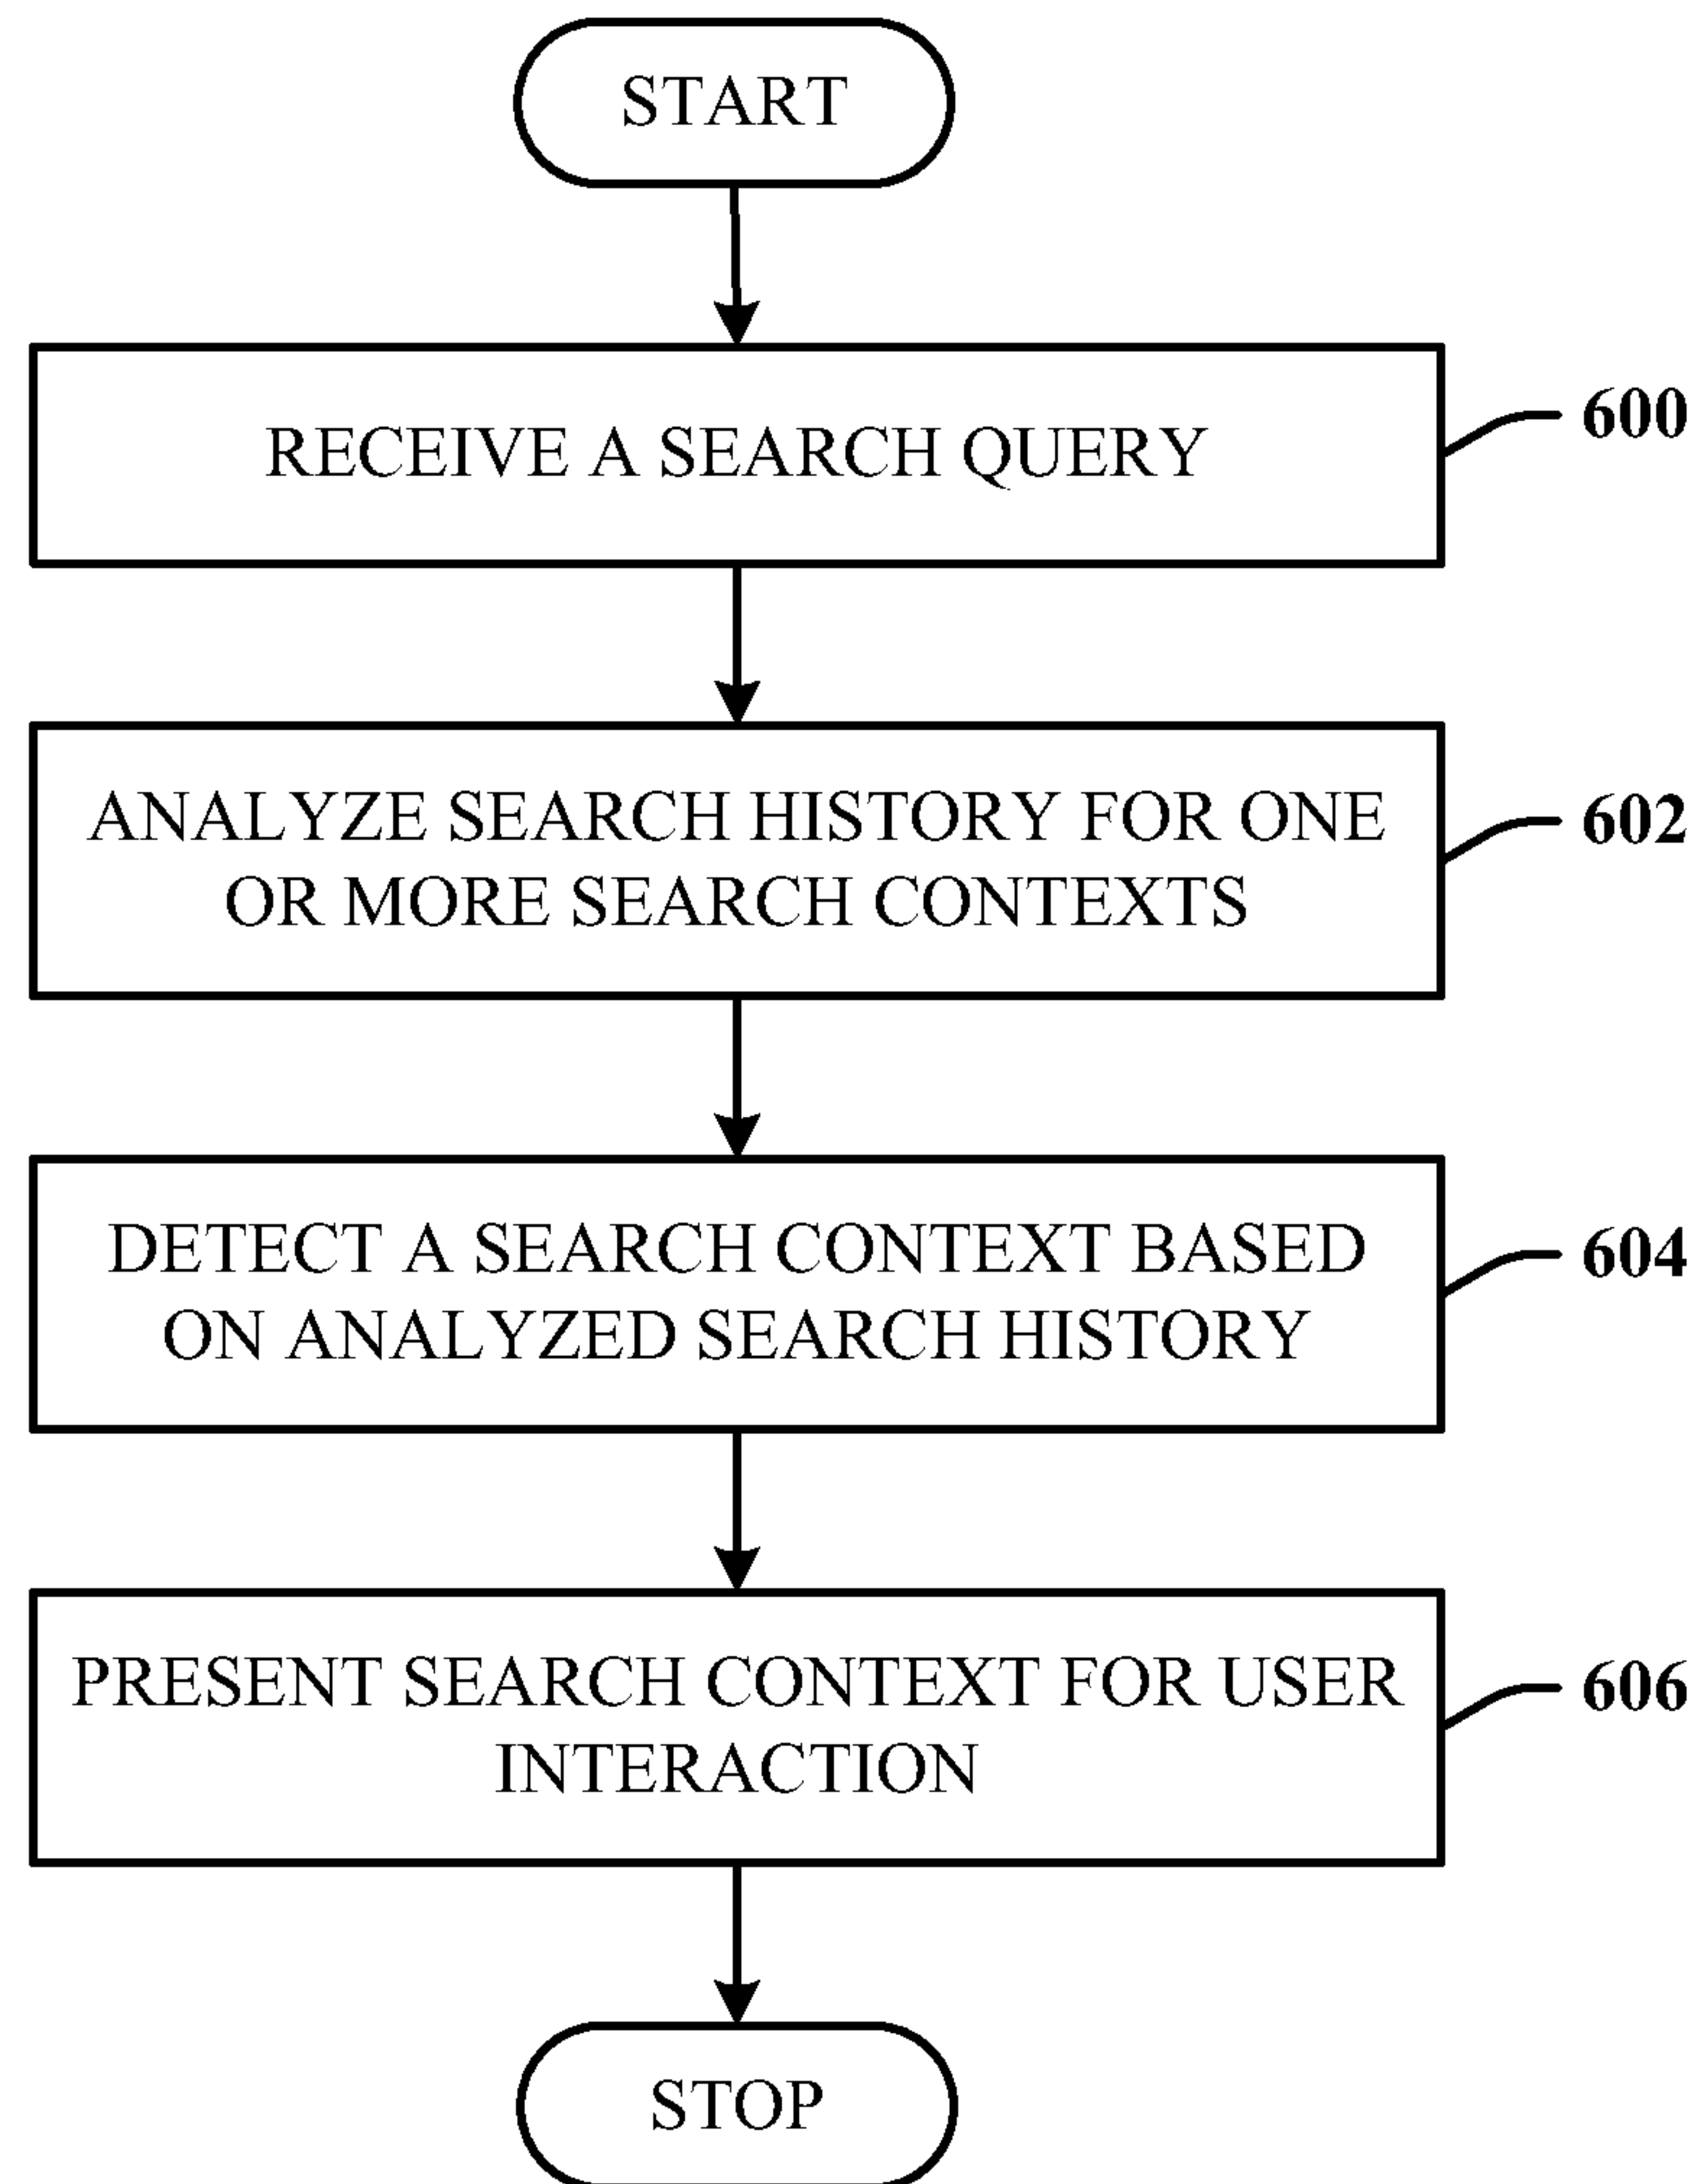 START
RECEIVE A SEARCH QUERY
600
ANALYZE SEARCH HISTORY FOR ONE
OR MORE SEARCH CONTEXTS
602
DETECT A SEARCH CONTEXT BASED
ON ANALYZED SEARCH HISTORY
604
PRESENT SEARCH CONTEXT FOR USER
INTERACTION
606
STOP